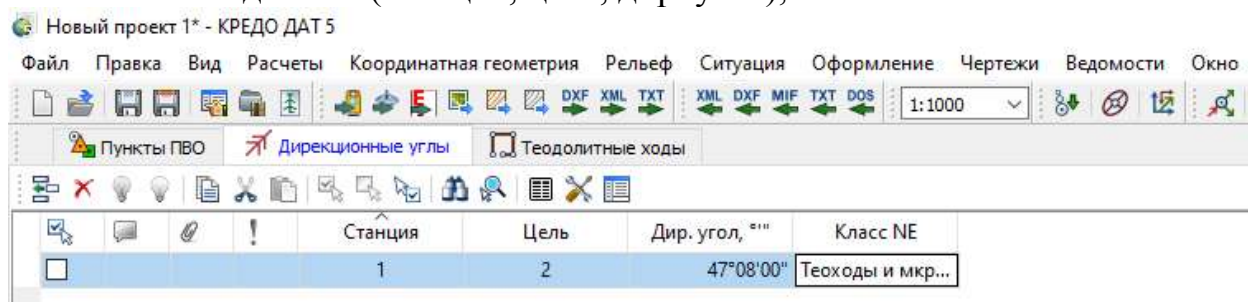 Новый проект 1* - КРЕДО ДАТ 5
Файл Правка Вид Расчеты Координатная геометрия Рельеф Ситуация Оформление Чертежи Ведомости Окно
E DXF XML TXT XML DXF MIF TXT DOS 1:1000
Пункты ПВО Дирекционные углы Теодолитные ходы
! Станция Цель Дир. угол, °'" Класс NE
1 2 47°08'00" Теоходы и мкр...